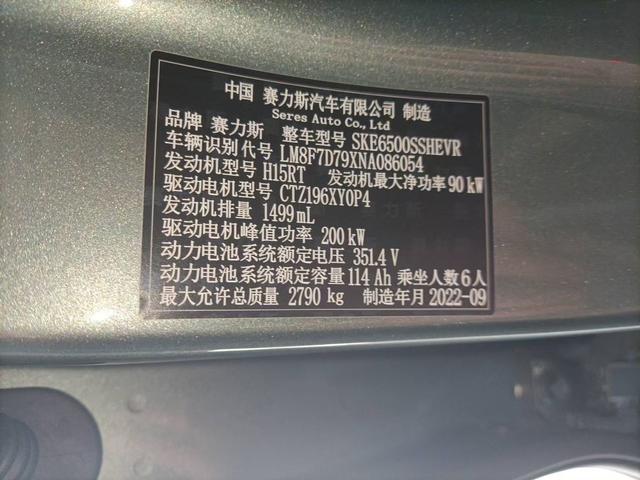 中国 赛力斯汽车有限公司 制造
Seres Auto Co., Ltd
品牌 赛力斯 整车型号 SKE6500SSHEVR
车辆识别代号 LM8F7D79XNA086054
发动机型号 H15RT 发动机最大净功率 90 kW
驱动电机型号 CTZ196XY0P4
发动机排量 1499mL
驱动电机峰值功率 200 kW
动力电池系统额定电压 351.4 V
动力电池系统额定容量 114 Ah 乘坐人数 6 人
最大允许总质量 2790 kg 制造年月 2022-09